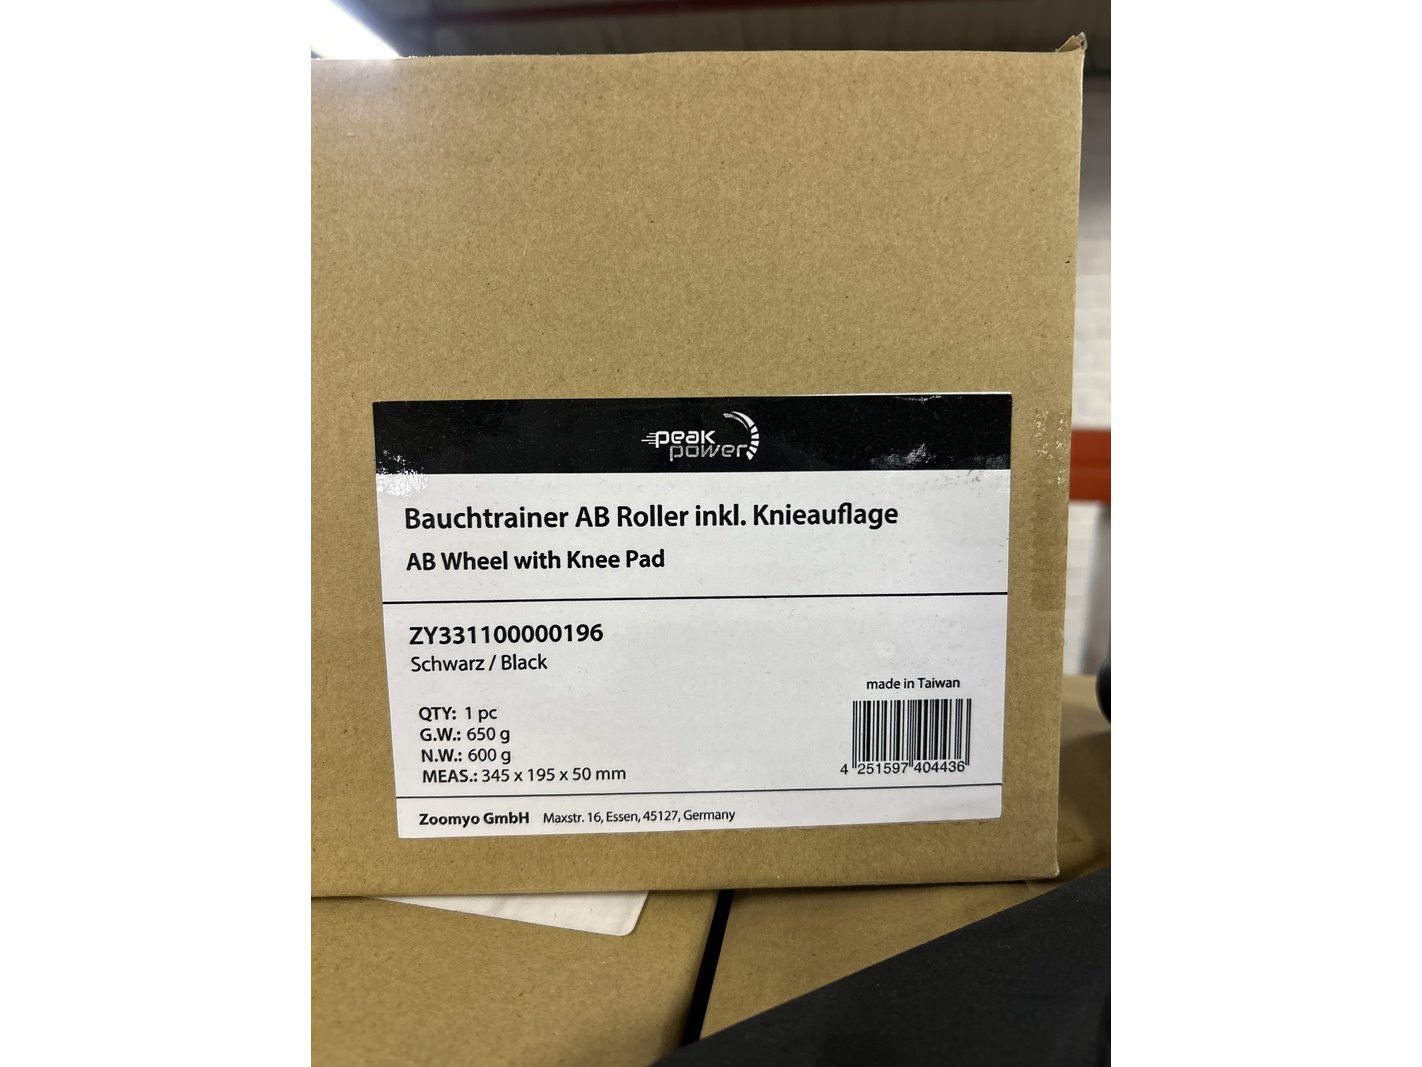 peak
power
Bauchtrainer AB Roller inkl. Knieauflage
AB Wheel with Knee Pad
ZY331100000196
Schwarz / Black
QTY: 1 pc
G.W.: 650 g
N.W.: 600 g
MEAS.: 345 x 195 x 50 mm
made in Taiwan
4 251597 404436
Zoomyo GmbH Maxstr. 16, Essen, 45127, Germany